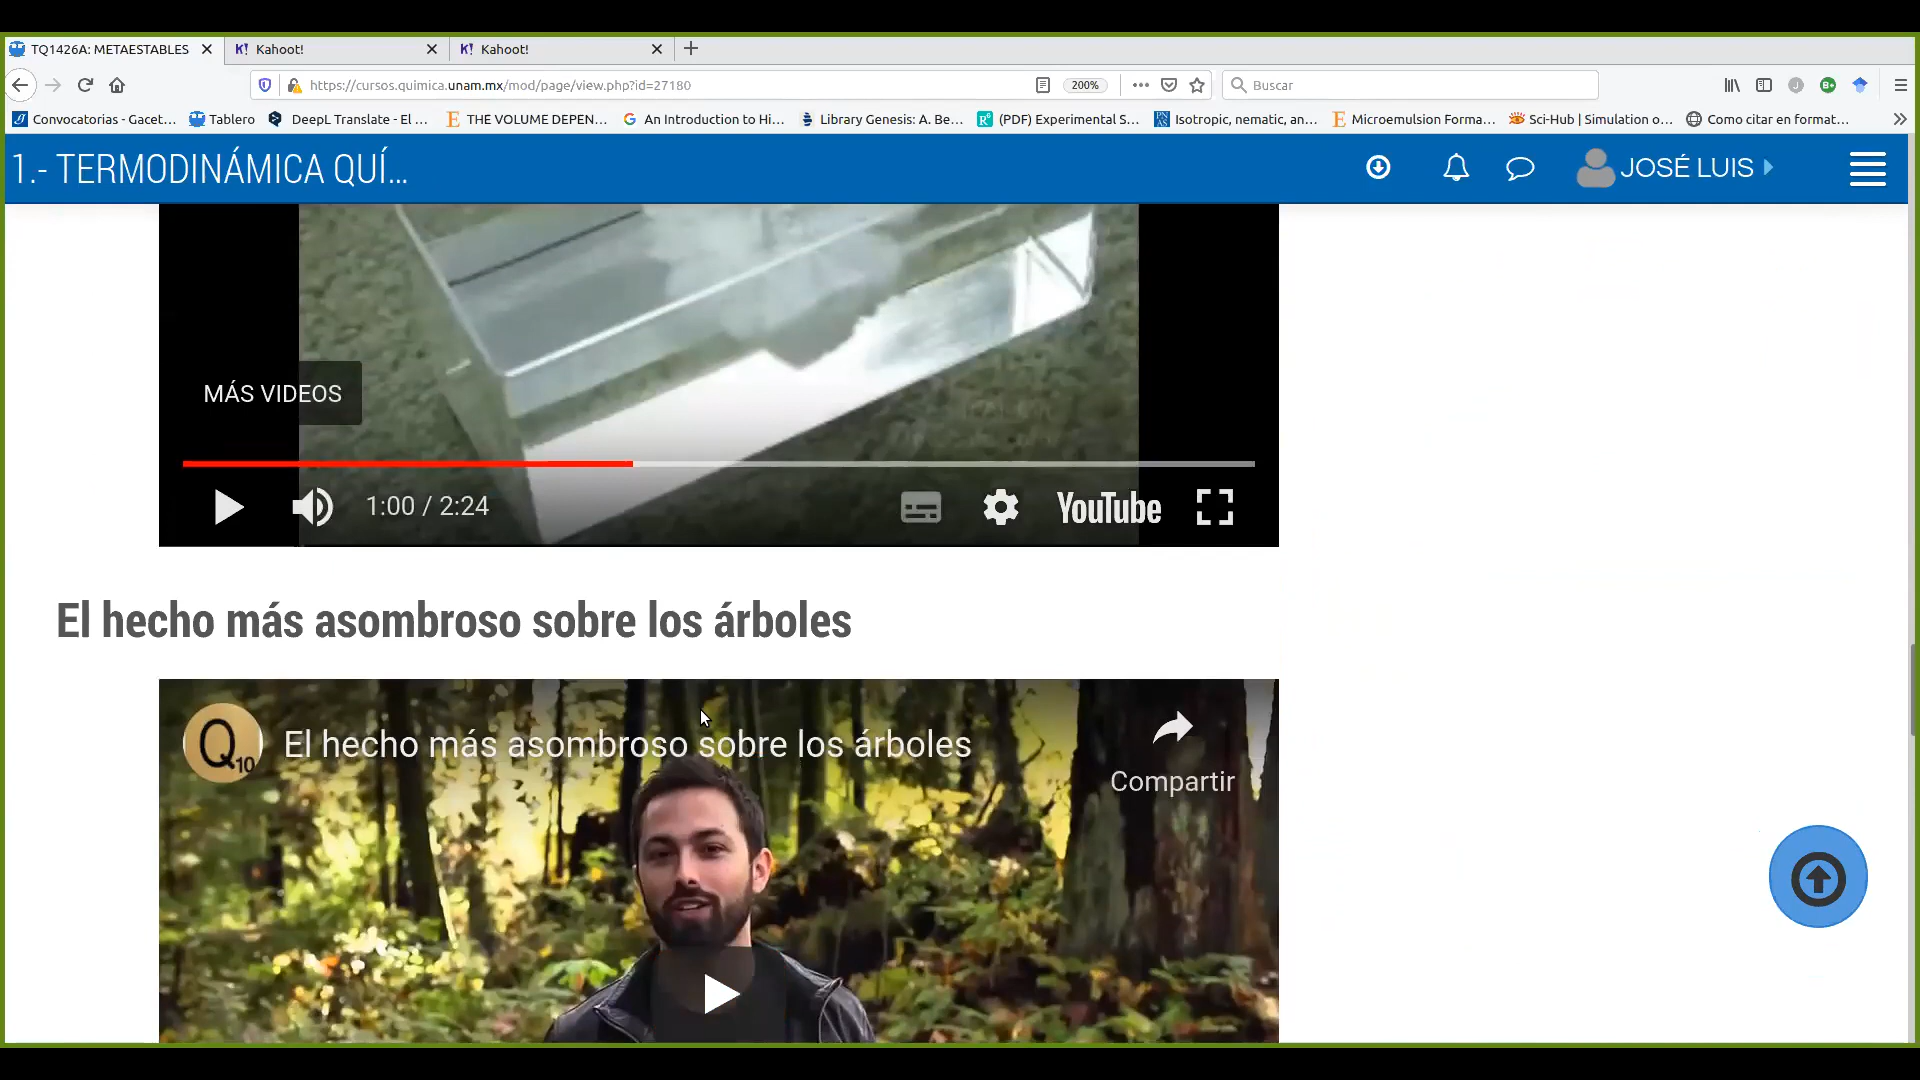 TQ1426A: METAESTABLES
Kahoot!
Kahoot!
https://cursos.quimica.unam.mx/mod/page/view.php?id=27180
200%
Buscar
Convocatorias - Gacet...
Tablero
DeepL Translate - El ...
THE VOLUME DEPEN...
An Introduction to Hi...
Library Genesis: A. Be...
(PDF) Experimental S...
Isotropic, nematic, an...
Microemulsion Forma...
Sci-Hub | Simulation o...
Como citar en format...
1.- TERMODINÁMICA QUÍ...
JOSÉ LUIS
MÁS VIDEOS
1:00 / 2:24
YouTube
El hecho más asombroso sobre los árboles
Q10
El hecho más asombroso sobre los árboles
Compartir